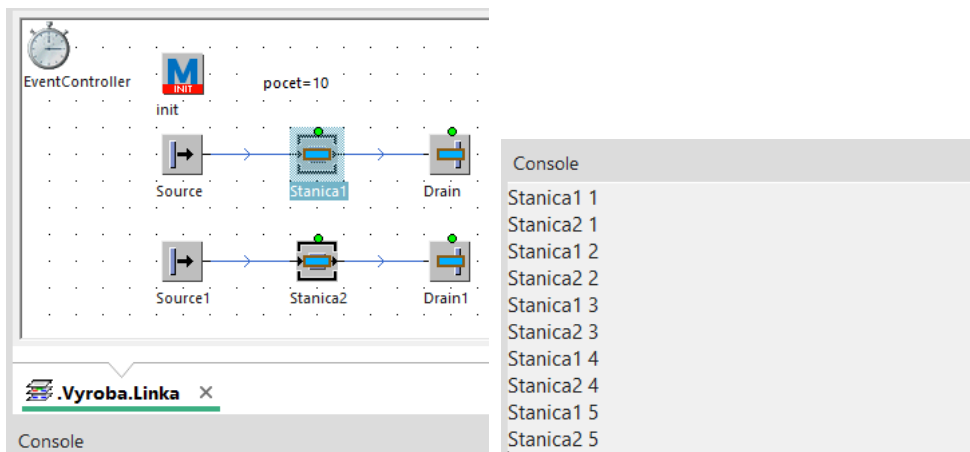 EventController
M
INIT
init
pocet=10
Source
Stanica1
Drain
Source1
Stanica2
Drain1
.Vyroba.Linka ×
Console
Console
Stanica1 1
Stanica2 1
Stanica1 2
Stanica2 2
Stanica1 3
Stanica2 3
Stanica1 4
Stanica2 4
Stanica1 5
Stanica2 5